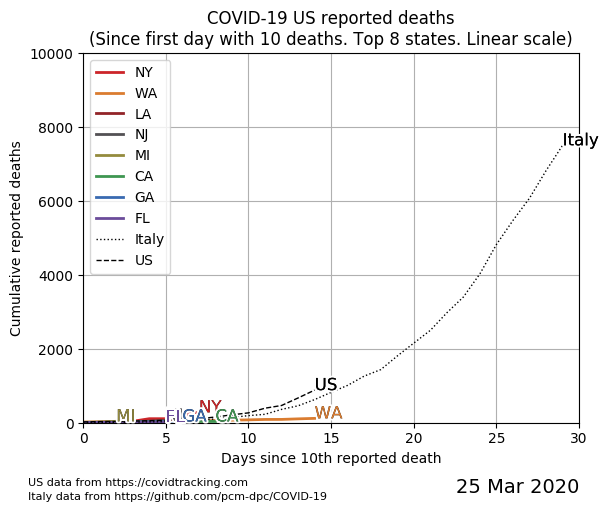 COVID-19 US reported deaths
(Since first day with 10 deaths. Top 8 states. Linear scale)
10000
8000
6000
4000
2000
0
Cumulative reported deaths
NY
WA
LA
NJ
MI
CA
GA
FL
Italy
US
Italy
US
NY
WA
MI
FL
GA
CA
0 5 10 15 20 25 30
Days since 10th reported death
US data from https://covidtracking.com
Italy data from https://github.com/pcm-dpc/COVID-19
25 Mar 2020